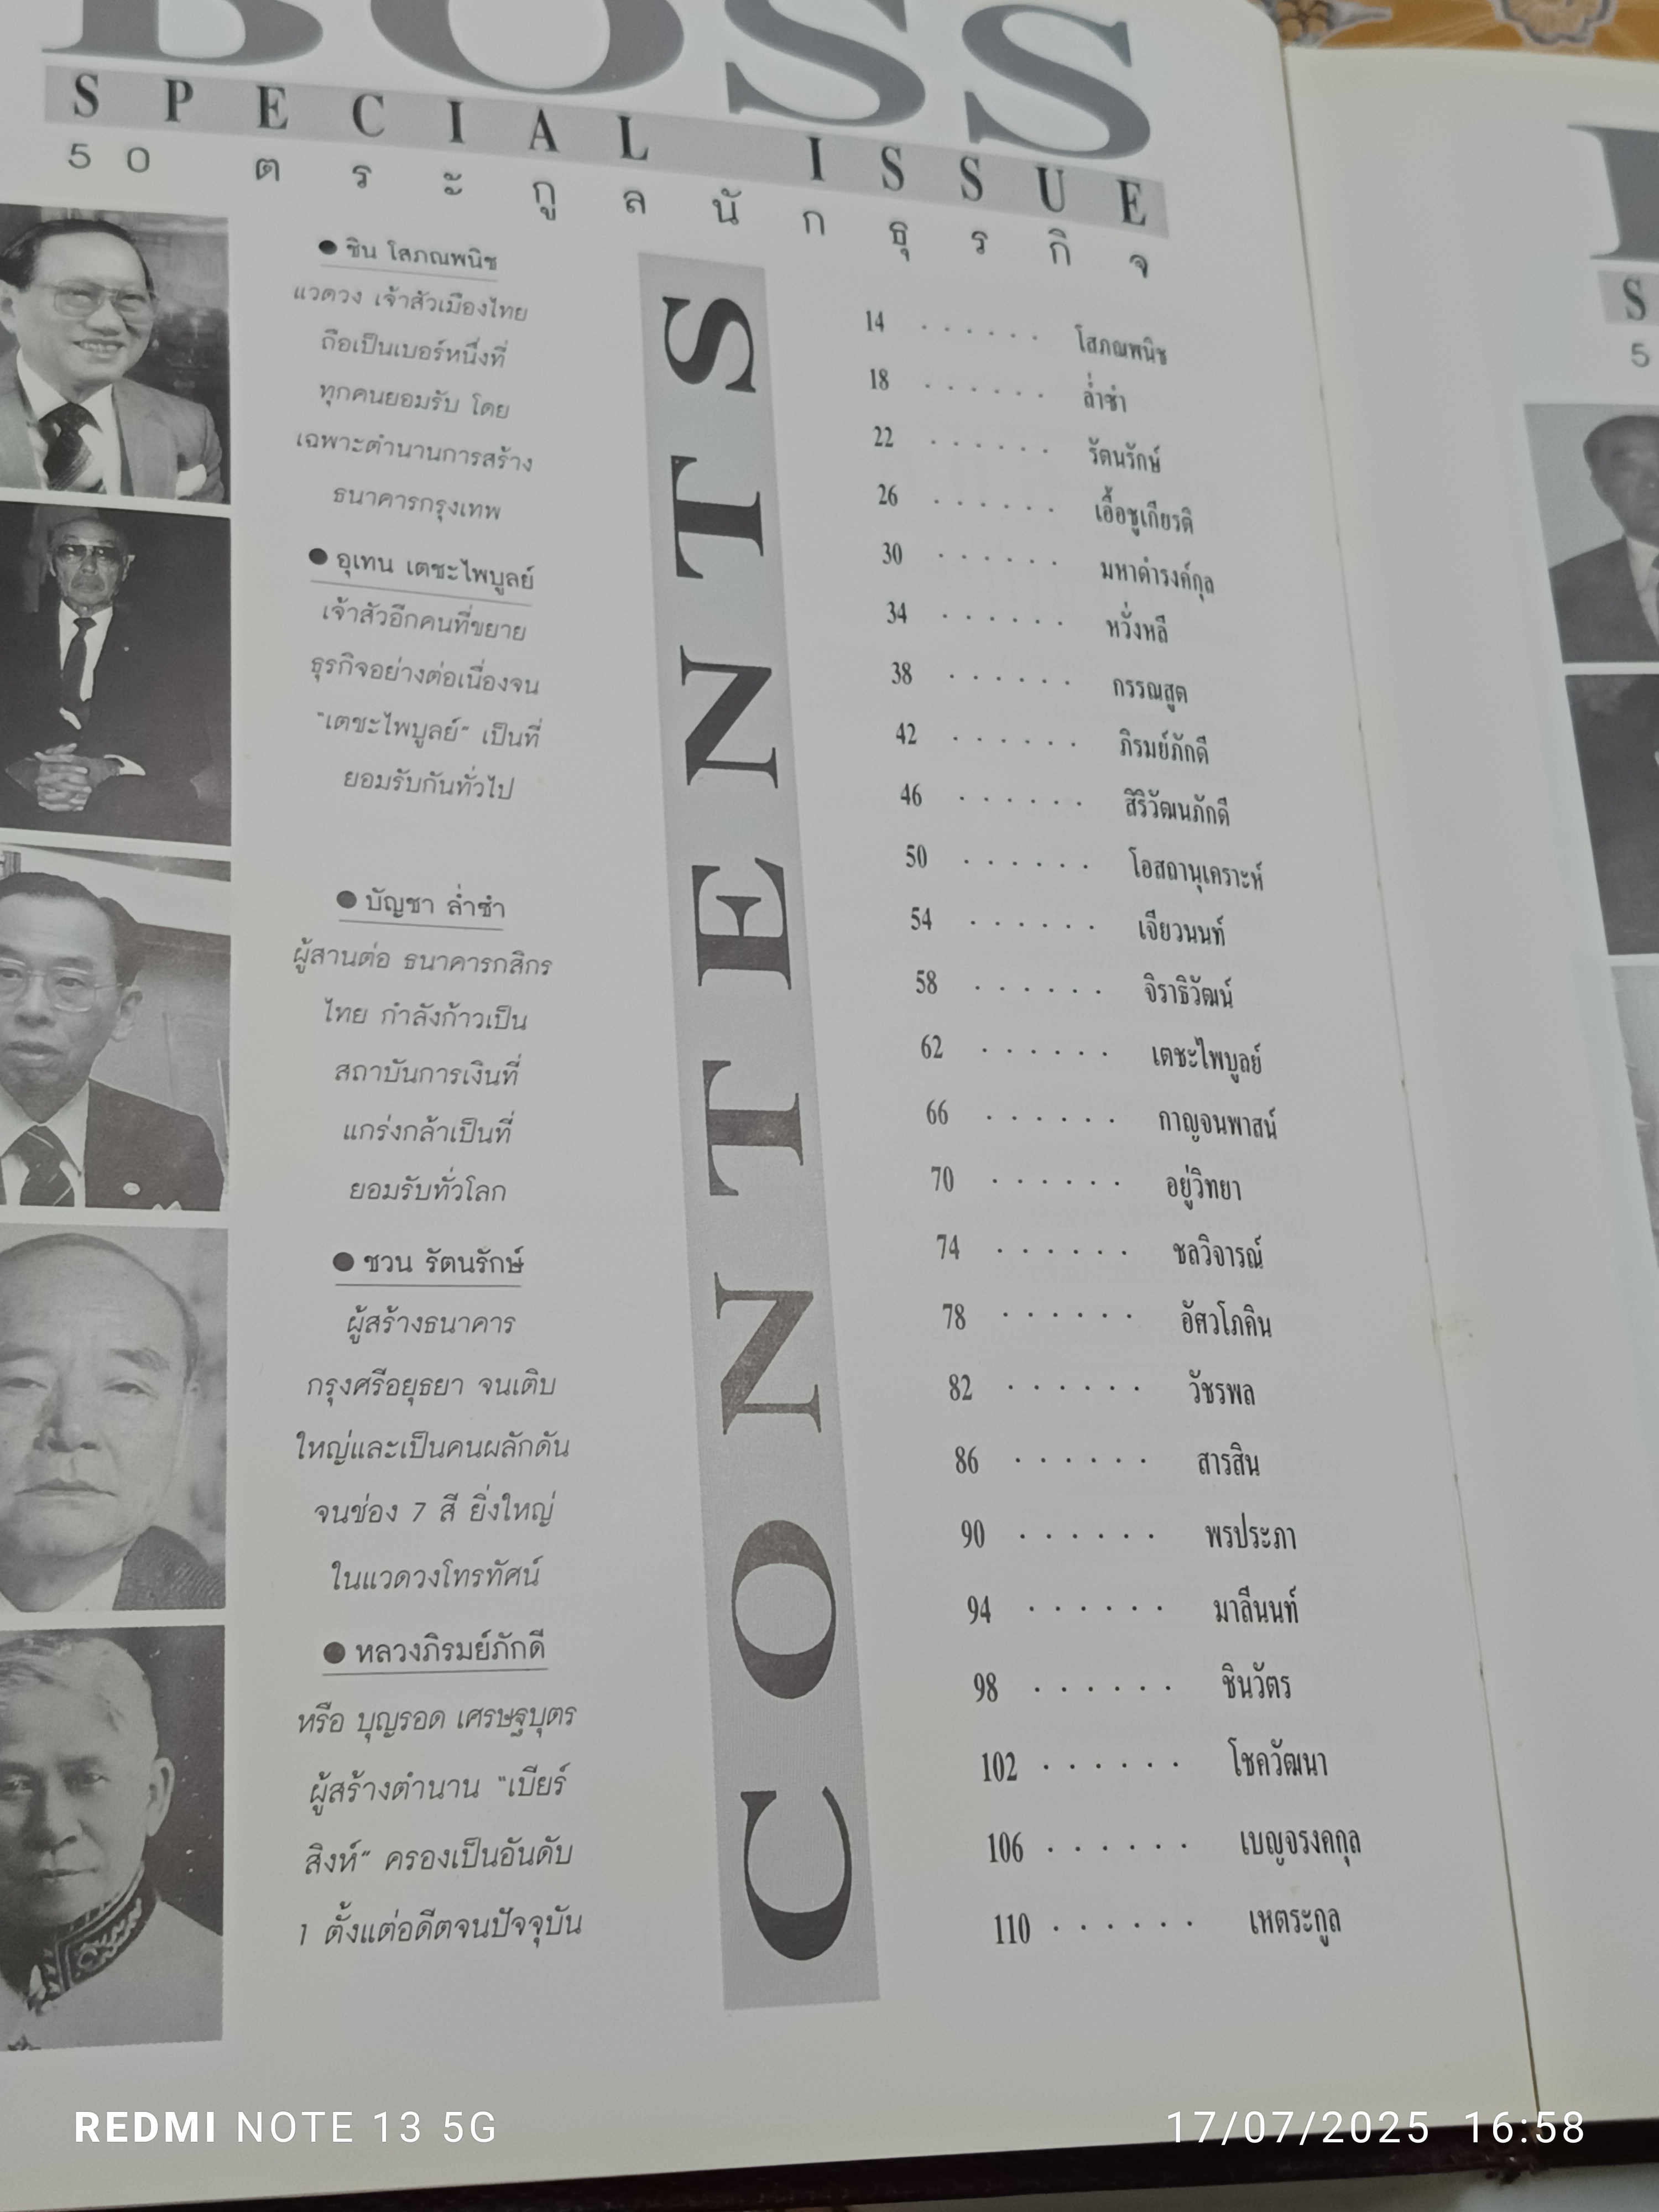 BOSS
SPECIAL ISSUE
50 ตระกูลนักธุรกิจ
● ชิน โสภณพนิช
แวดวง เจ้าสัวเมืองไทย
ถือเป็นเบอร์หนึ่งที่
ทุกคนยอมรับ โดย
เฉพาะตำนานการสร้าง
ธนาคารกรุงเทพ
● อุเทน เตชะไพบูลย์
เจ้าสัวอีกคนที่ขยาย
ธุรกิจอย่างต่อเนื่องจน
"เตชะไพบูลย์" เป็นที่
ยอมรับกันทั่วไป
● บัญชา ล่ำซำ
ผู้สานต่อ ธนาคารกสิกร
ไทย กำลังก้าวเป็น
สถาบันการเงินที่
แกร่งกล้าเป็นที่
ยอมรับทั่วโลก
● ชวน รัตนรักษ์
ผู้สร้างธนาคาร
กรุงศรีอยุธยา จนเติบ
ใหญ่และเป็นคนผลักดัน
จนช่อง 7 สี ยิ่งใหญ่
ในแวดวงโทรทัศน์
● หลวงภิรมย์ภักดี
หรือ บุญรอด เศรษฐบุตร
ผู้สร้างตำนาน "เบียร์
สิงห์" ครองเป็นอันดับ
1 ตั้งแต่อดีตจนปัจจุบัน
CONTENTS
14 ...... โสภณพนิช
18 ...... ล่ำซำ
22 ...... รัตนรักษ์
26 ...... เอื้อชูเกียรติ
30 ...... มหาดำรงค์กุล
34 ...... หวั่งหลี
38 ...... กรรณสูต
42 ...... ภิรมย์ภักดี
46 ...... สิริวัฒนภักดี
50 ...... โอสถานุเคราะห์
54 ...... เจียวนนท์
58 ...... จิราธิวัฒน์
62 ...... เตชะไพบูลย์
66 ...... กาญจนพาสน์
70 ...... อยู่วิทยา
74 ...... ชลวิจารณ์
78 ...... อัศวโภคิน
82 ...... วัชรพล
86 ...... สารสิน
90 ...... พรประภา
94 ...... มาลีนนท์
98 ...... ชินวัตร
102 ...... โชควัฒนา
106 ...... เบญจรงคกุล
110 ...... เหตระกูล
S
5
REDMI NOTE 13 5G
17/07/2025 16:58